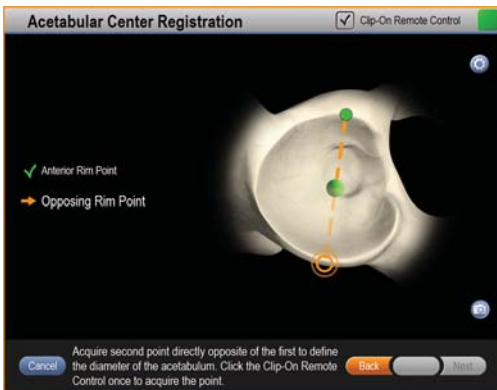 Acetabular Center Registration
Clip-On Remote Control
Anterior Rim Point
Opposing Rim Point
Cancel
Acquire second point directly opposite of the first to define
the diameter of the acetabulum. Click the Clip-On Remote
Control once to acquire the point.
Back
Next